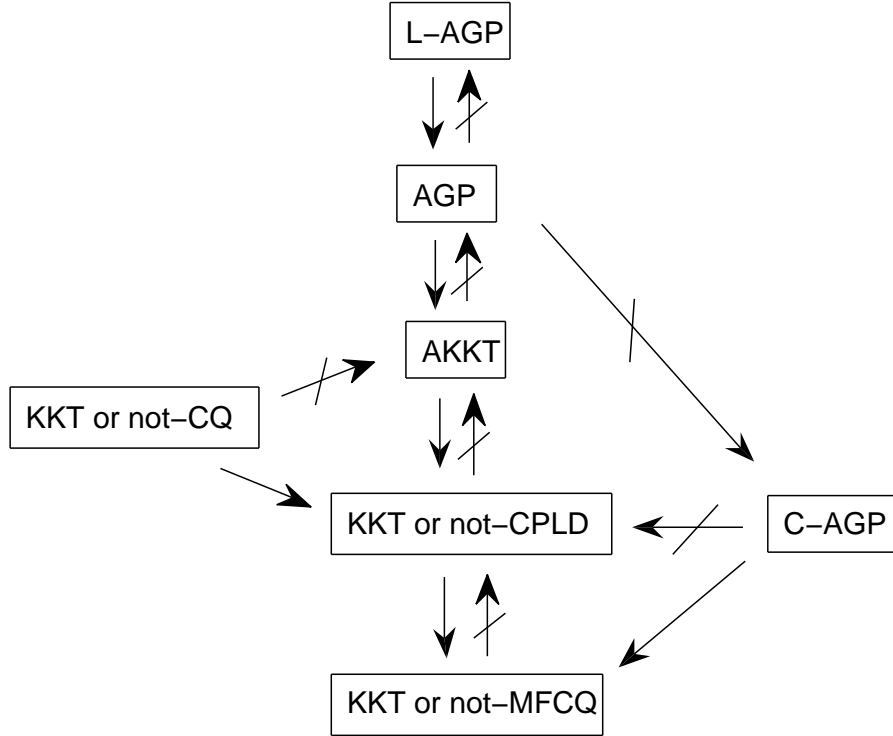 L−AGP
AGP
AKKT
KKT or not−CQ
KKT or not−CPLD
C−AGP
KKT or not−MFCQ